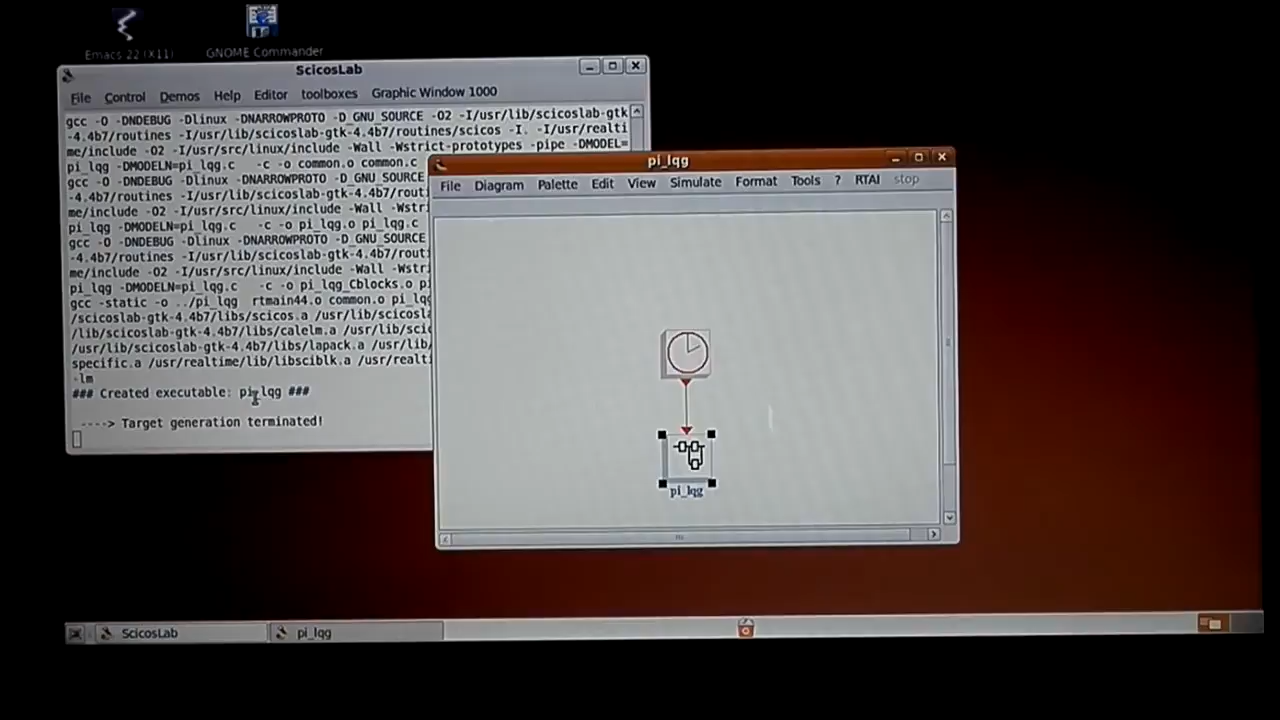 Emacs 22 (X11) GNOME Commander
ScicosLab
File Control Demos Help Editor toolboxes Graphic Window 1000
gcc -O -DNDEBUG -Dlinux -DNARROWPROTO -D_GNU_SOURCE -O2 -I/usr/lib/scicoslab-gtk
-4.4b7/routines -I/usr/lib/scicoslab-gtk-4.4b7/routines/scicos -I. -I/usr/realti
me/include -O2 -I/usr/src/linux/include -Wall -Wstrict-prototypes -pipe -DMODEL=
pi_lqg -DMODELN=pi_lqg.c -c -o common.o common.c
gcc -O -DNDEBUG -Dlinux -DNARROWPROTO -D_GNU_SOURCE
-4.4b7/routines -I/usr/lib/scicoslab-gtk-4.4b7/rout
me/include -O2 -I/usr/src/linux/include -Wall -Wstr
pi_lqg -DMODELN=pi_lqg.c -c -o pi_lqg.o pi_lqg.c
gcc -O -DNDEBUG -Dlinux -DNARROWPROTO -D_GNU_SOURCE
-4.4b7/routines -I/usr/lib/scicoslab-gtk-4.4b7/rout
me/include -O2 -I/usr/src/linux/include -Wall -Wstr
pi_lqg -DMODELN=pi_lqg.c -c -o pi_lqg_Cblocks.o pi
gcc -static -o ../pi_lqg rtmain44.o common.o pi_lqg
/scicoslab-gtk-4.4b7/libs/scicos.a /usr/lib/scicosla
/lib/scicoslab-gtk-4.4b7/libs/calelm.a /usr/lib/scic
/usr/lib/scicoslab-gtk-4.4b7/libs/lapack.a /usr/lib/
specific.a /usr/realtime/lib/libsciblk.a /usr/realti
-lm
### Created executable: pi_lqg ###
----> Target generation terminated!
pi_lqg
File Diagram Palette Edit View Simulate Format Tools ? RTAI stop
pi_lqg
ScicosLab pi_lqg